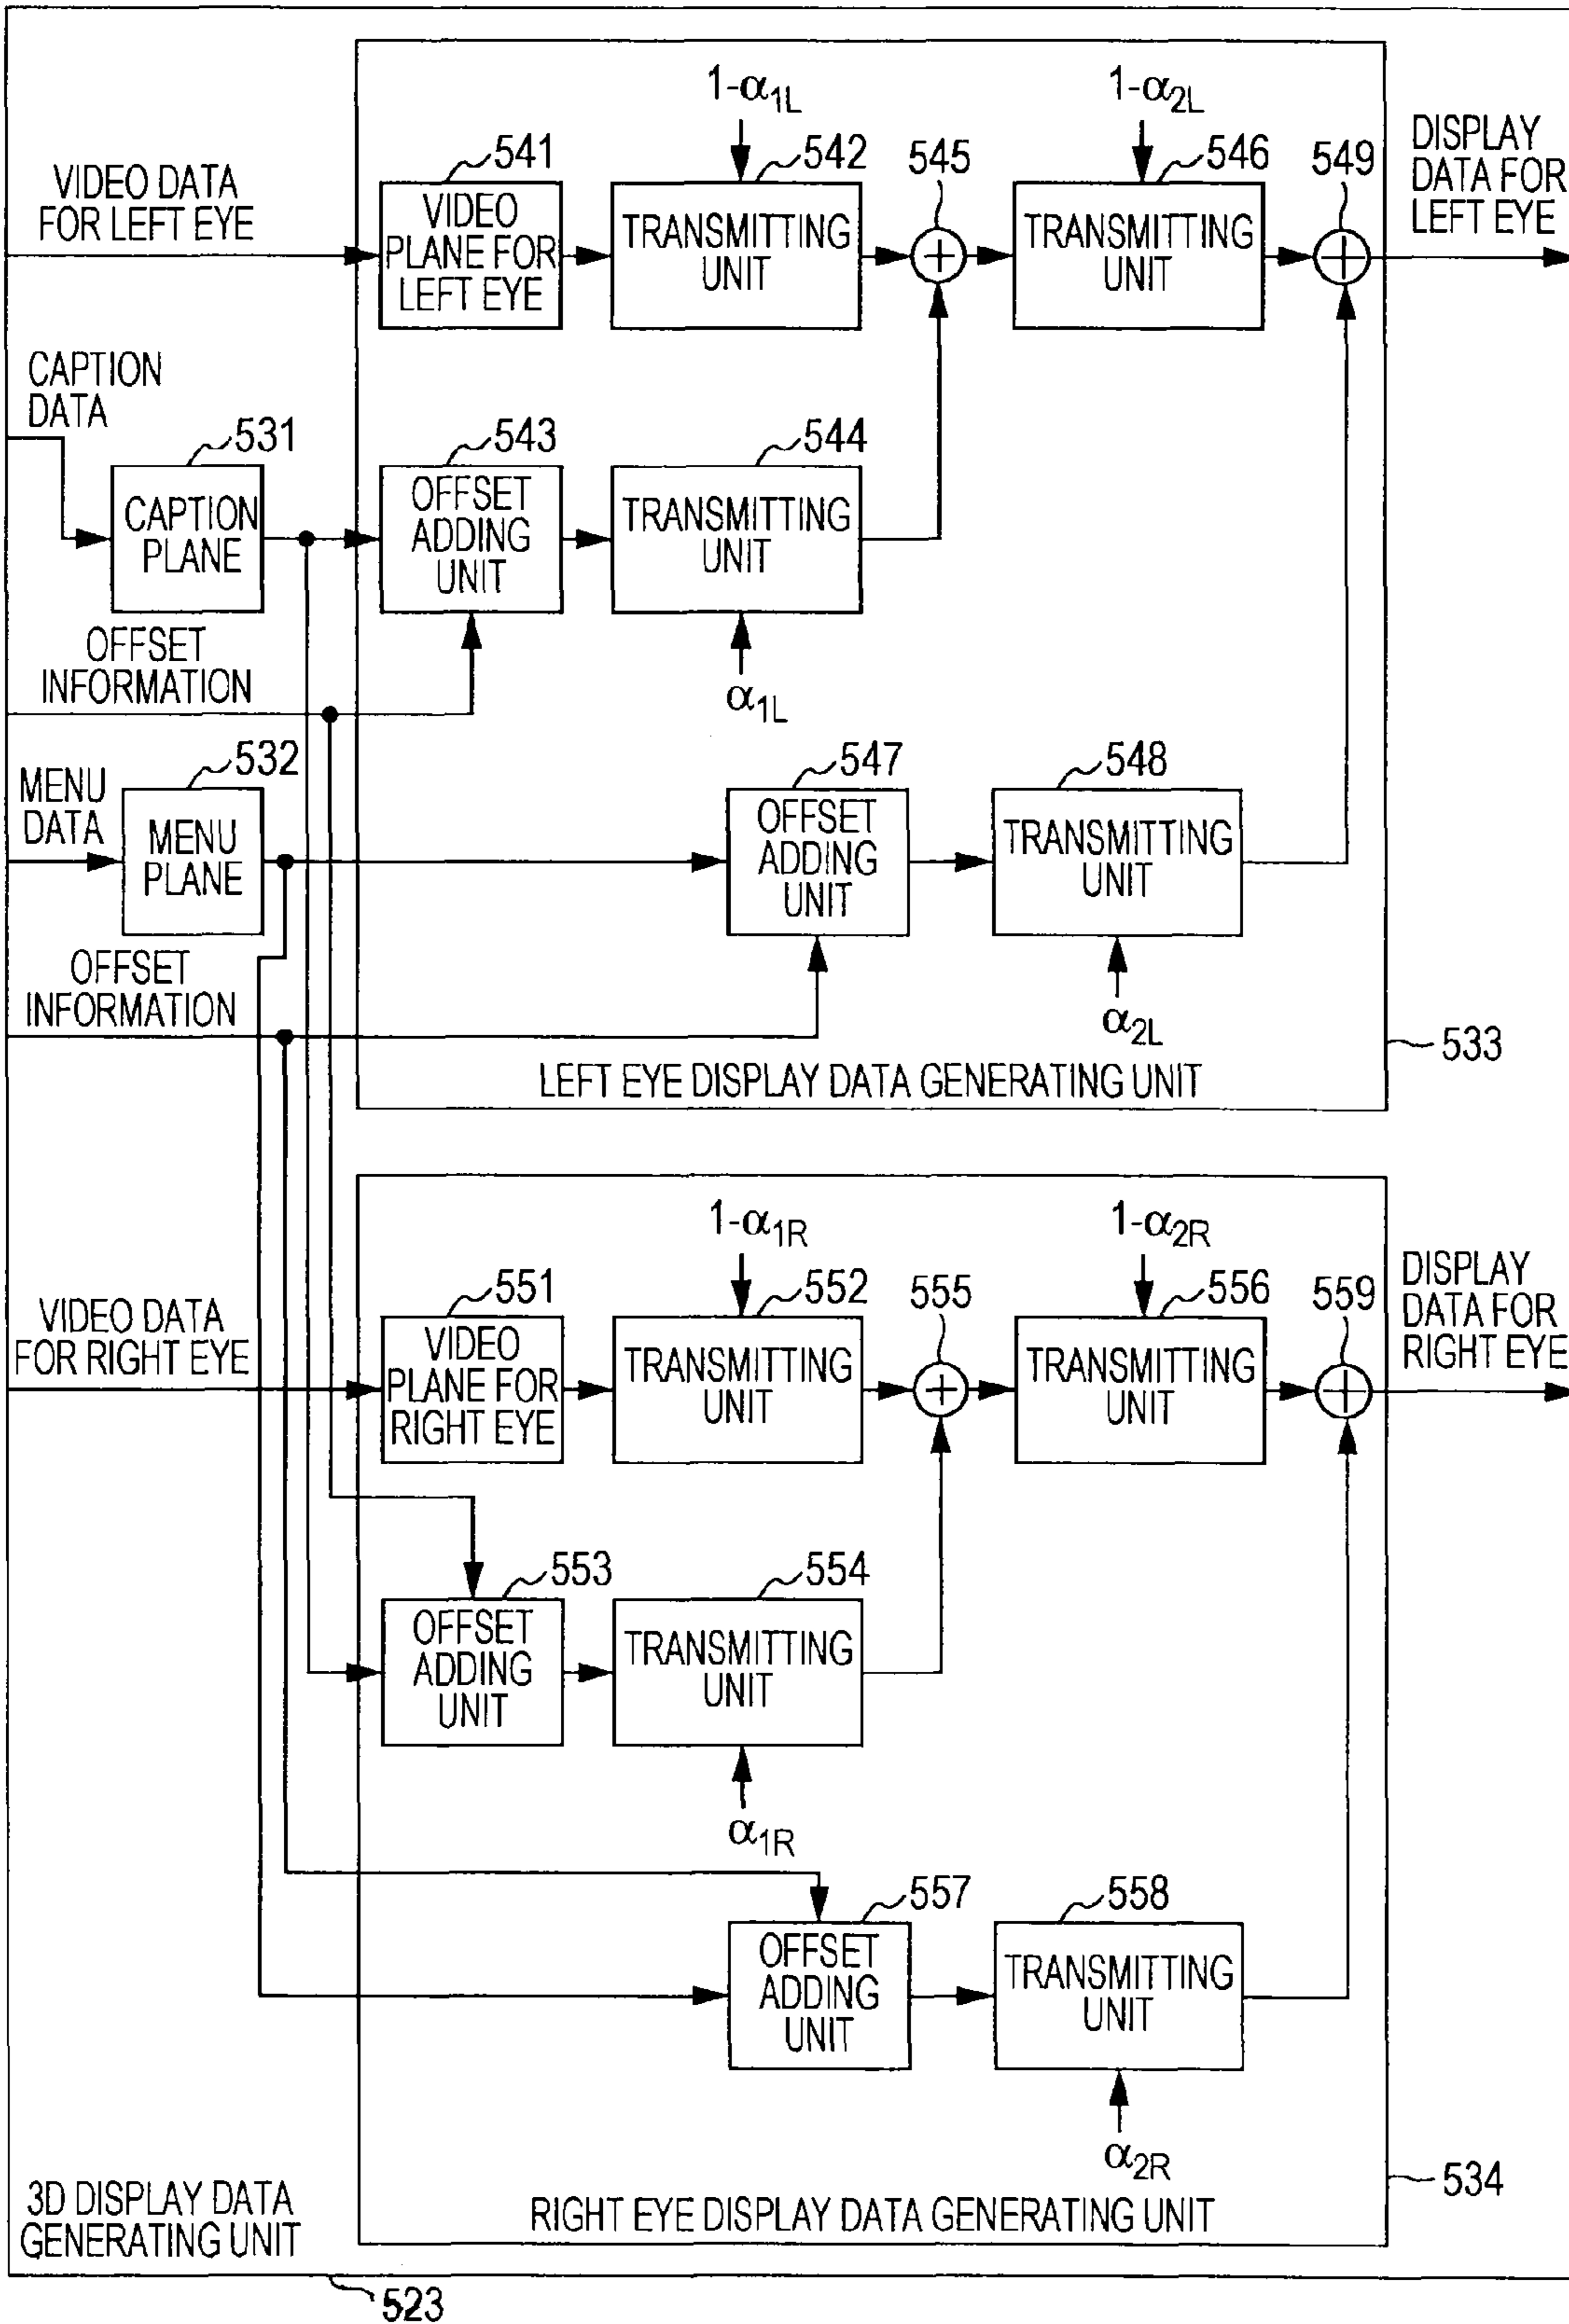 1-α1L
1-α2L
541
542
545
546
549
DISPLAY
DATA FOR
LEFT EYE
VIDEO DATA
FOR LEFT EYE
VIDEO
PLANE FOR
LEFT EYE
TRANSMITTING
UNIT
TRANSMITTING
UNIT
CAPTION
DATA
531
543
544
CAPTION
PLANE
OFFSET
ADDING
UNIT
TRANSMITTING
UNIT
OFFSET
INFORMATION
α1L
MENU
DATA
532
547
548
MENU
PLANE
OFFSET
ADDING
UNIT
TRANSMITTING
UNIT
OFFSET
INFORMATION
α2L
533
LEFT EYE DISPLAY DATA GENERATING UNIT
1-α1R
1-α2R
551
552
555
556
559
DISPLAY
DATA FOR
RIGHT EYE
VIDEO DATA
FOR RIGHT EYE
VIDEO
PLANE FOR
RIGHT EYE
TRANSMITTING
UNIT
TRANSMITTING
UNIT
553
554
OFFSET
ADDING
UNIT
TRANSMITTING
UNIT
α1R
557
558
OFFSET
ADDING
UNIT
TRANSMITTING
UNIT
α2R
534
3D DISPLAY DATA
GENERATING UNIT
RIGHT EYE DISPLAY DATA GENERATING UNIT
523